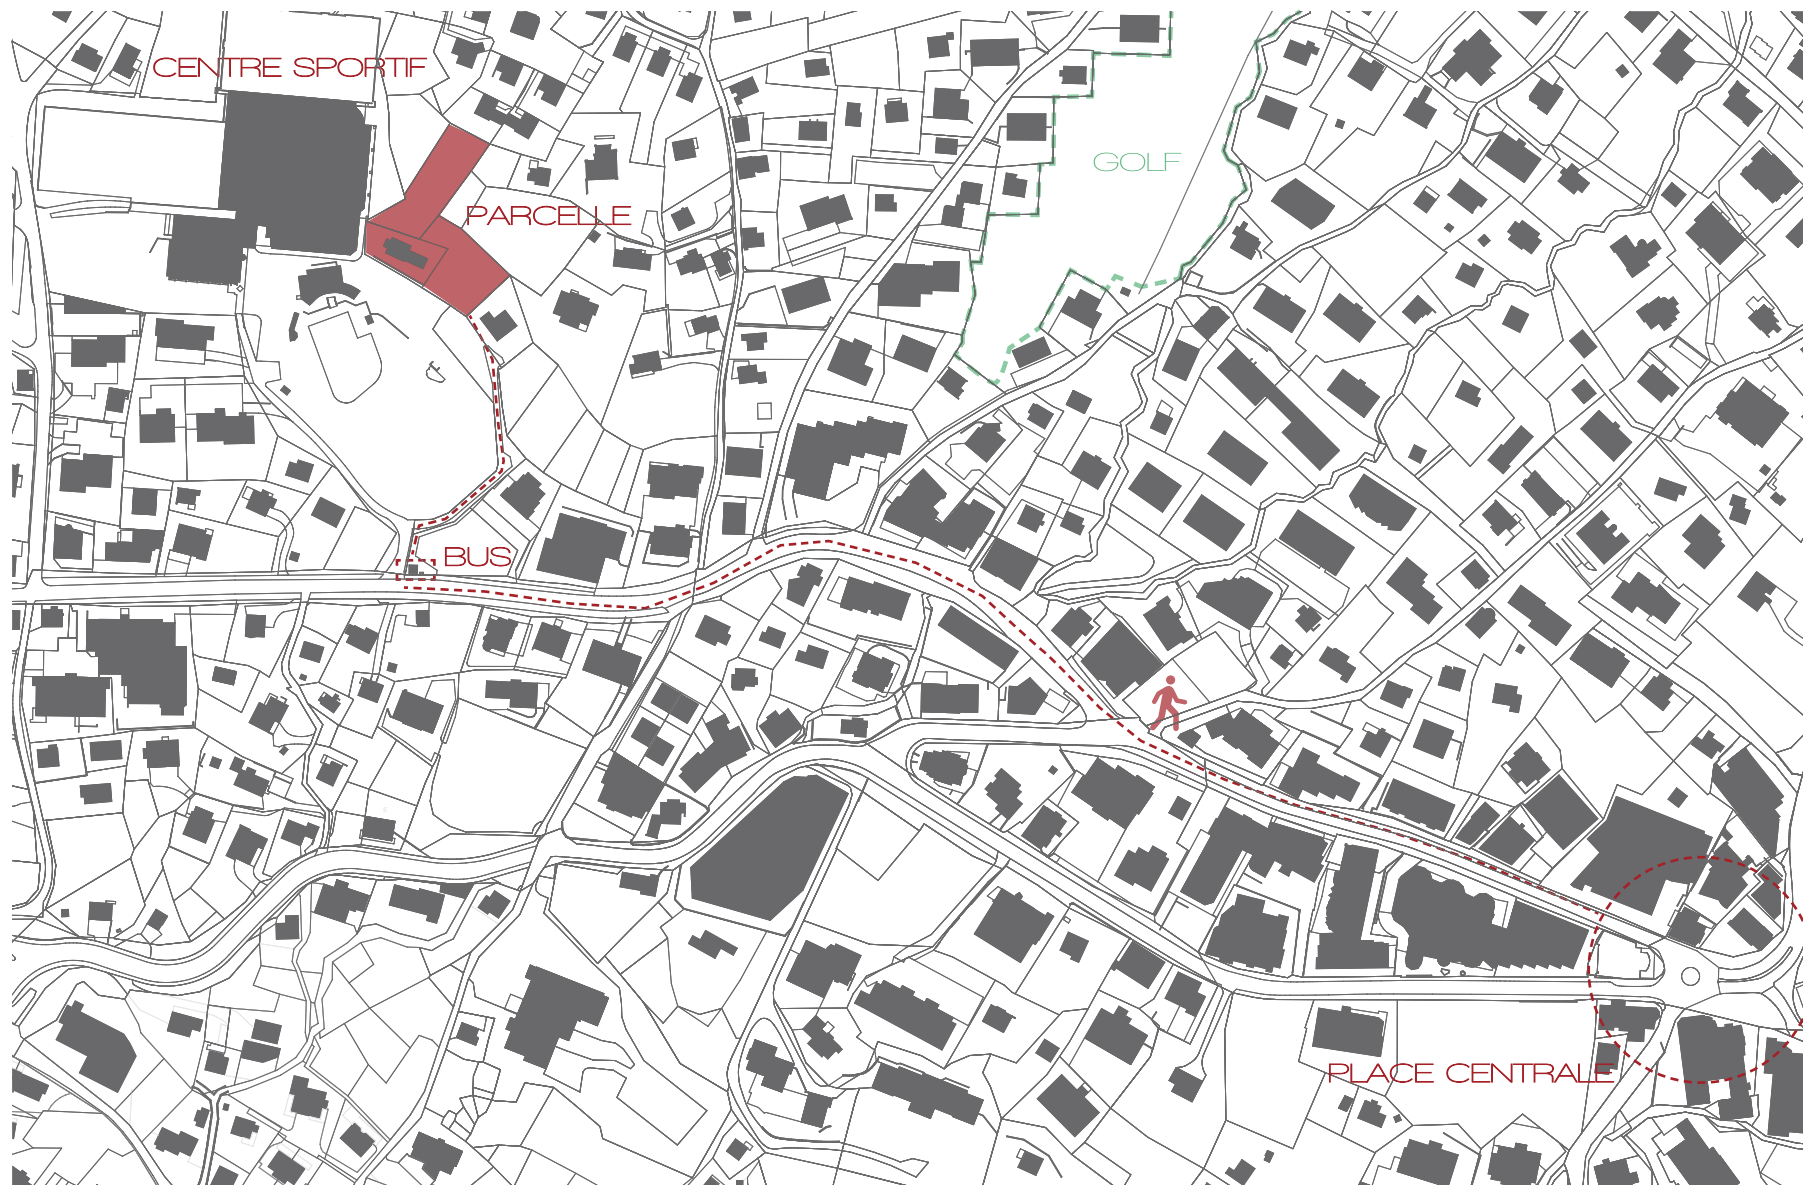 CENTRE SPORTIF
GOLF
PARCELLE
BUS
PLACE CENTRALE